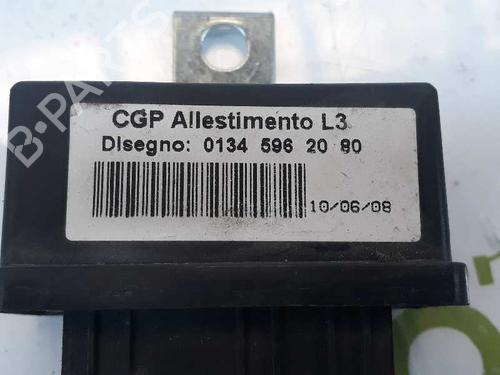 CGP Allestimento L3
Disegno: 0134 596 20 80
10/06/08
B-PARTS